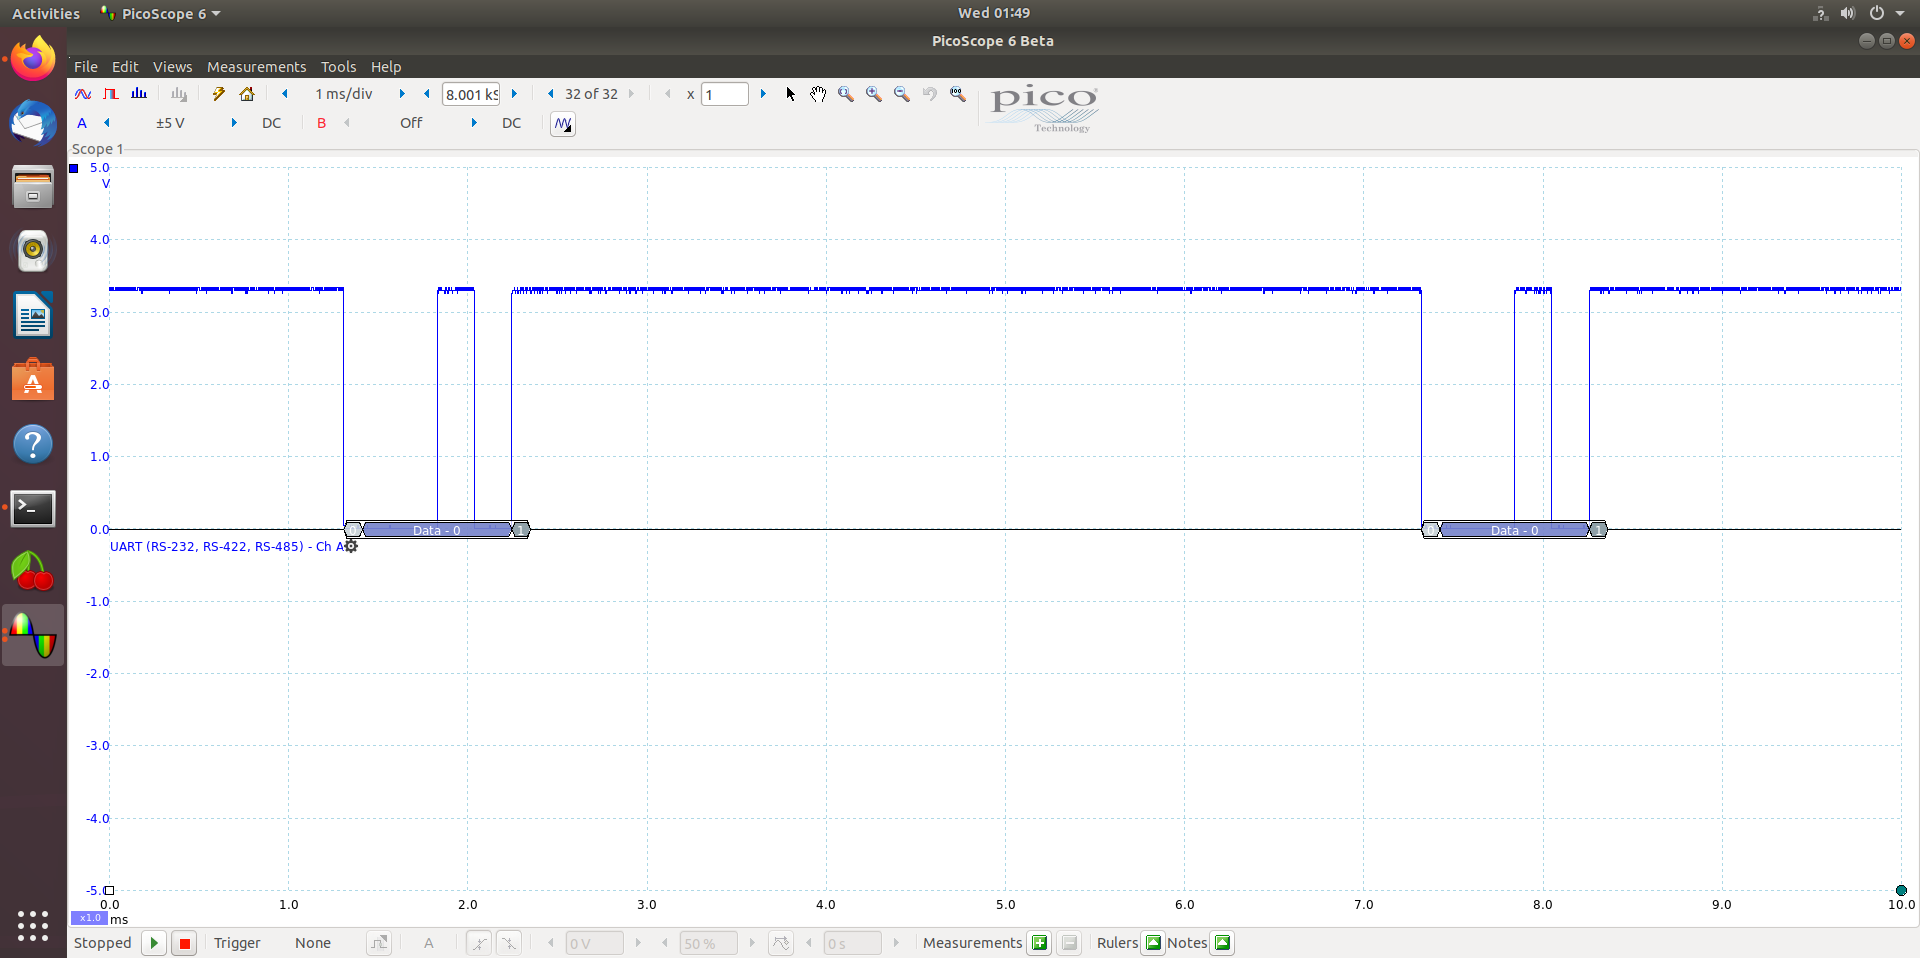 Activities PicoScope 6 Wed 01:49
PicoScope 6 Beta
File Edit Views Measurements Tools Help
1 ms/div 8.001 kS 32 of 32 x 1
A ±5 V DC B Off DC
pico
Technology
Scope 1
5.0
V
4.0
3.0
2.0
1.0
0.0
0 Data - 0 1 0 Data - 0 1
UART (RS-232, RS-422, RS-485) - Ch A
-1.0
-2.0
-3.0
-4.0
-5.0
0.0 1.0 2.0 3.0 4.0 5.0 6.0 7.0 8.0 9.0 10.0
x1.0 ms
Stopped Trigger None A 0 V 50 % 0 s Measurements Rulers Notes